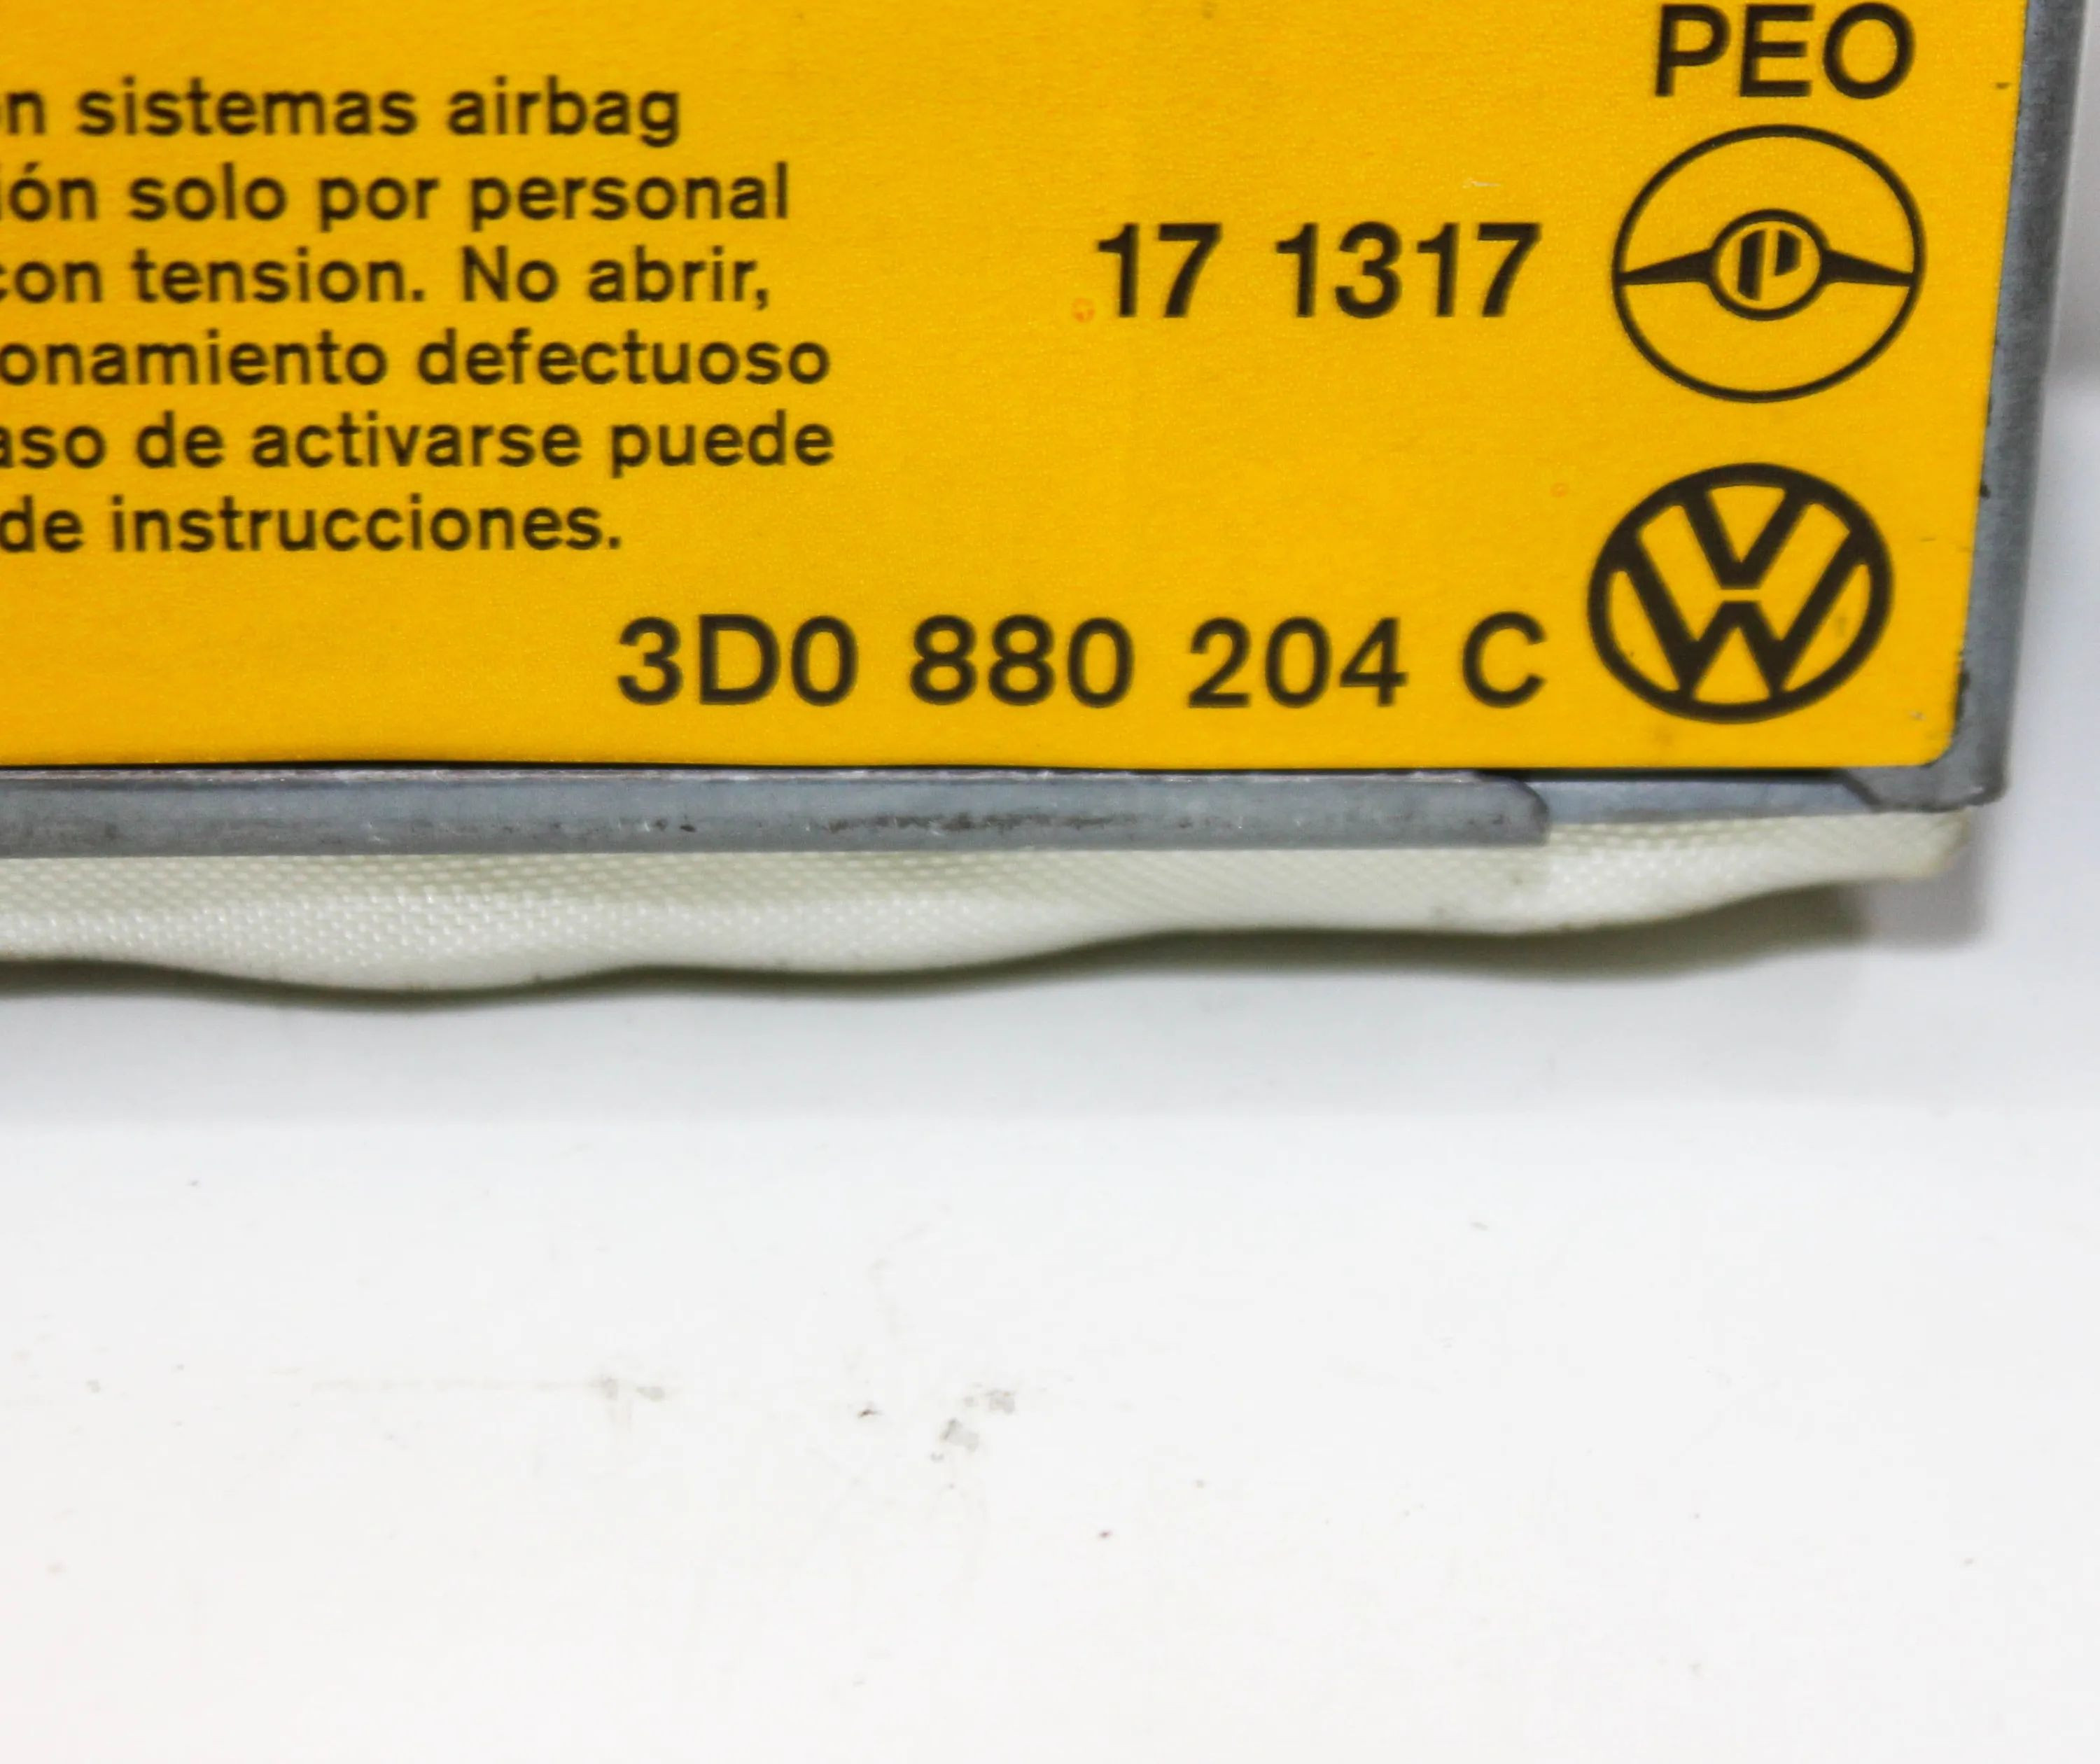 PEO
n sistemas airbag
ión solo por personal
con tension. No abrir,
17 1317
onamiento defectuoso
aso de activarse puede
de instrucciones.
3D0 880 204 C